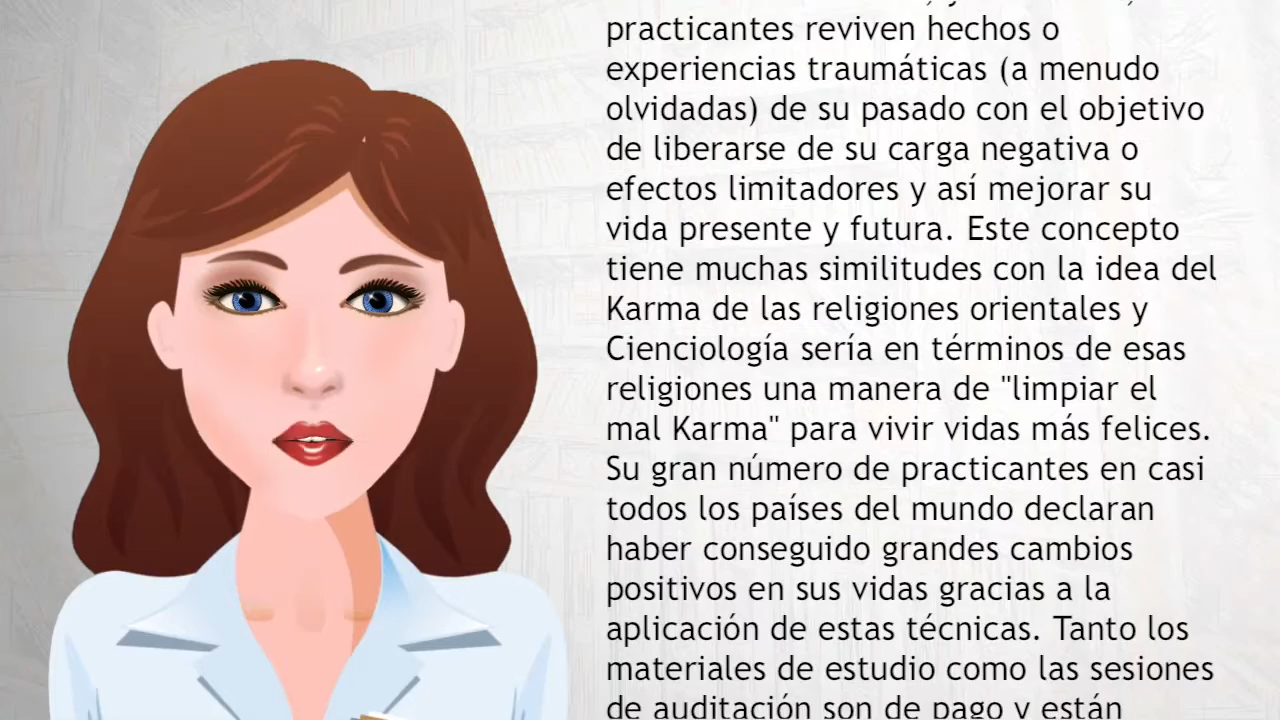 practicantes reviven hechos o
experiencias traumáticas (a menudo
olvidadas) de su pasado con el objetivo
de liberarse de su carga negativa o
efectos limitadores y así mejorar su
vida presente y futura. Este concepto
tiene muchas similitudes con la idea del
Karma de las religiones orientales y
Cienciología sería en términos de esas
religiones una manera de "limpiar el
mal Karma" para vivir vidas más felices.
Su gran número de practicantes en casi
todos los países del mundo declaran
haber conseguido grandes cambios
positivos en sus vidas gracias a la
aplicación de estas técnicas. Tanto los
materiales de estudio como las sesiones
de auditación son de pago y están